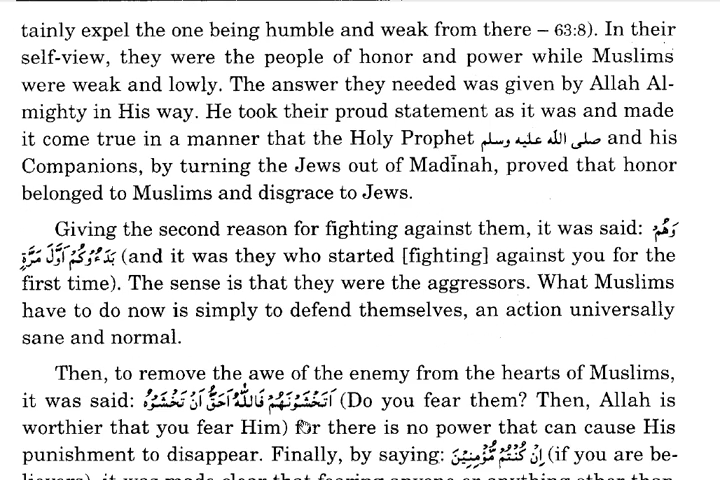 tainly expel the one being humble and weak from there – 63:8). In their
self-view, they were the people of honor and power while Muslims
were weak and lowly. The answer they needed was given by Allah Al-
mighty in His way. He took their proud statement as it was and made
it come true in a manner that the Holy Prophet صلى الله عليه وسلم and his
Companions, by turning the Jews out of Madīnah, proved that honor
belonged to Muslims and disgrace to Jews.
Giving the second reason for fighting against them, it was said: وَهُمْ
بَدَءُوْكُمْ اَوَّلَ مَرَّةٍ (and it was they who started [fighting] against you for the
first time). The sense is that they were the aggressors. What Muslims
have to do now is simply to defend themselves, an action universally
sane and normal.
Then, to remove the awe of the enemy from the hearts of Muslims,
it was said: اَتَخْشَوْنَهُمْ فَاللّٰهُ اَحَقُّ اَنْ تَخْشَوْهُ (Do you fear them? Then, Allah is
worthier that you fear Him) for there is no power that can cause His
punishment to disappear. Finally, by saying: اِنْ كُنْتُمْ مُّؤْمِنِيْنَ (if you are be-
lievers), it was made clear that fearing anyone or anything other than